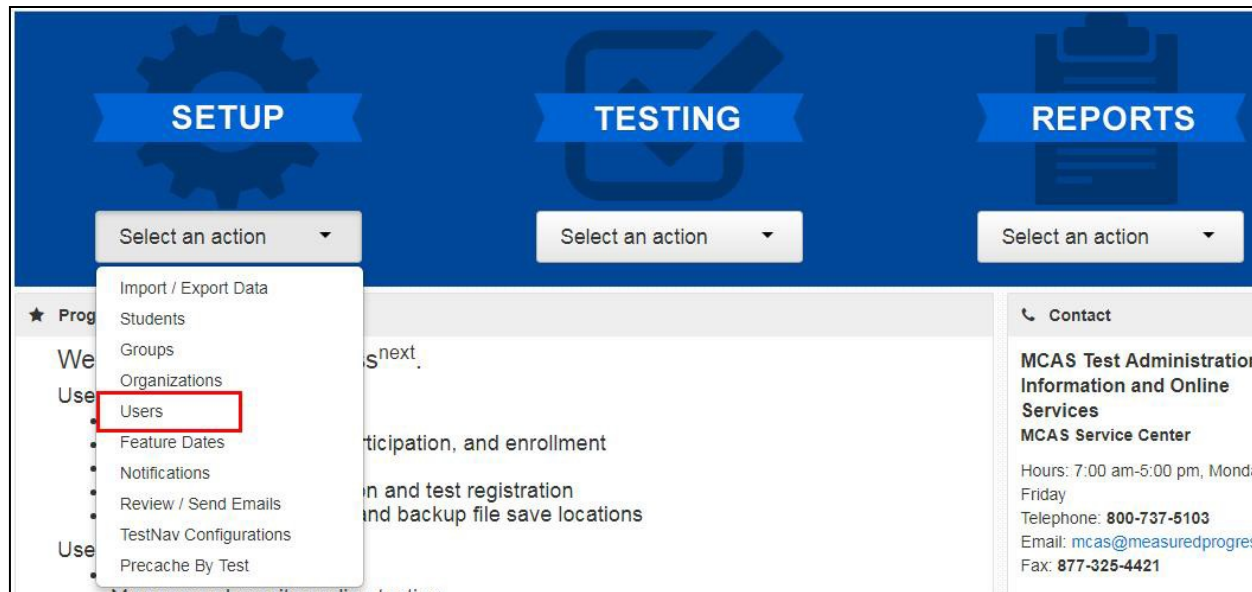 SETUP
TESTING
REPORTS
Select an action
Select an action
Select an action
Import / Export Data
Students
Groups
Organizations
Users
Feature Dates
Notifications
Review / Send Emails
TestNav Configurations
Precache By Test
Prog
We
snext.
Use
rticipation, and enrollment
n and test registration
and backup file save locations
Use
Contact
MCAS Test Administration
Information and Online
Services
MCAS Service Center
Hours: 7:00 am-5:00 pm, Monda
Friday
Telephone: 800-737-5103
Email: mcas@measuredprogres
Fax: 877-325-4421